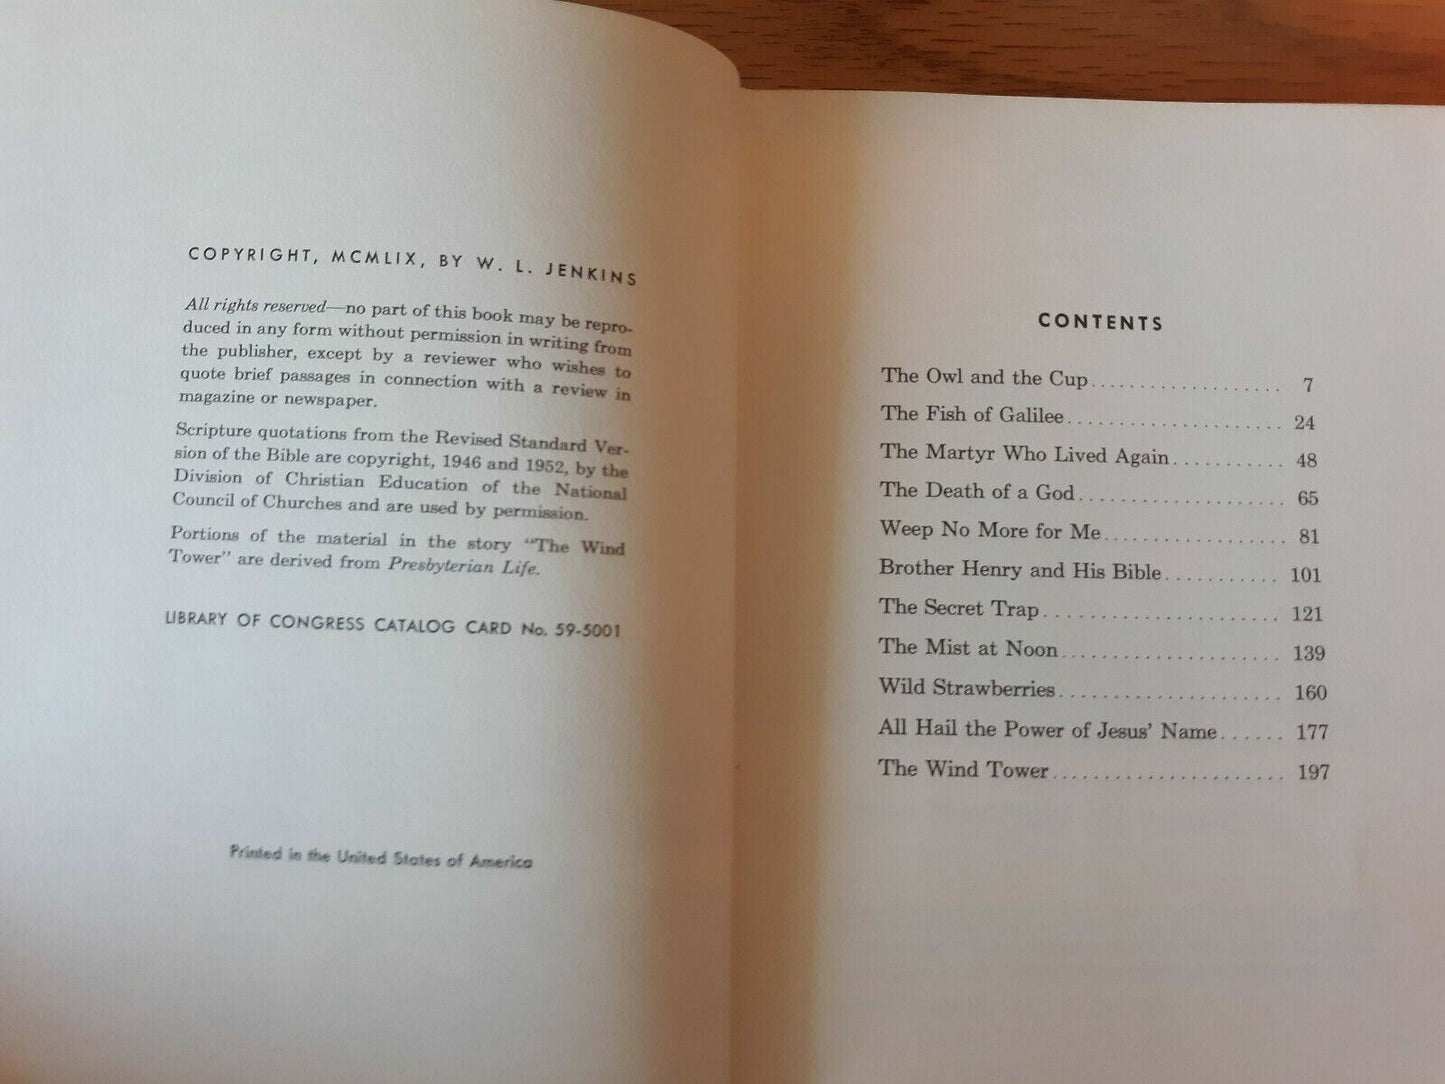 COPYRIGHT, MCMLIX, BY W. L. JENKINS
All rights reserved—no part of this book may be repro-
duced in any form without permission in writing from
the publisher, except by a reviewer who wishes to
quote brief passages in connection with a review in
magazine or newspaper.
Scripture quotations from the Revised Standard Ver-
sion of the Bible are copyright, 1946 and 1952, by the
Division of Christian Education of the National
Council of Churches and are used by permission.
Portions of the material in the story "The Wind
Tower" are derived from Presbyterian Life.
LIBRARY OF CONGRESS CATALOG CARD No. 59-5001
Printed in the United States of America
CONTENTS
The Owl and the Cup................... 7
The Fish of Galilee..................... 24
The Martyr Who Lived Again........... 48
The Death of a God..................... 65
Weep No More for Me.................. 81
Brother Henry and His Bible........... 101
The Secret Trap....................... 121
The Mist at Noon..................... 139
Wild Strawberries..................... 160
All Hail the Power of Jesus' Name...... 177
The Wind Tower...................... 197